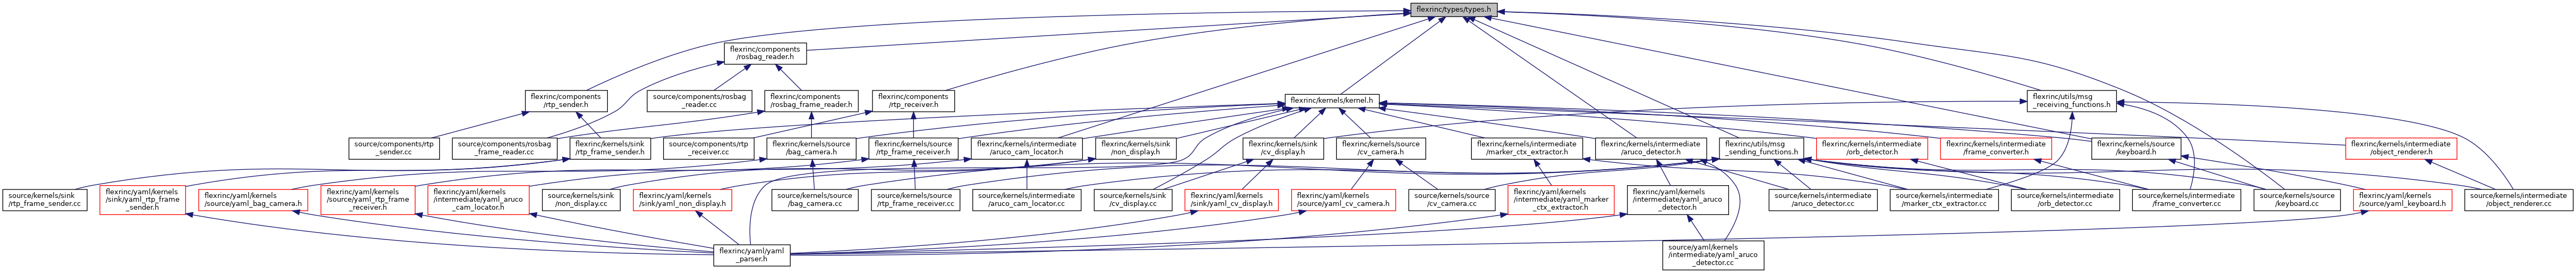 flexrinc/types/types.h
flexrinc/components
/rosbag_reader.h
flexrinc/components
/rtp_sender.h
source/components/rosbag
_reader.cc
flexrinc/components
/rosbag_frame_reader.h
flexrinc/components
/rtp_receiver.h
flexrinc/kernels/kernel.h
flexrinc/utils/msg
_receiving_functions.h
source/components/rtp
_sender.cc
source/components/rosbag
_frame_reader.cc
flexrinc/kernels/sink
/rtp_frame_sender.h
source/components/rtp
_receiver.cc
flexrinc/kernels/source
/bag_camera.h
flexrinc/kernels/source
/rtp_frame_receiver.h
flexrinc/kernels/intermediate
/aruco_cam_locator.h
flexrinc/kernels/sink
/non_display.h
flexrinc/kernels/sink
/cv_display.h
flexrinc/kernels/source
/cv_camera.h
flexrinc/kernels/intermediate
/marker_ctx_extractor.h
flexrinc/kernels/intermediate
/aruco_detector.h
flexrinc/utils/msg
_sending_functions.h
flexrinc/kernels/intermediate
/orb_detector.h
flexrinc/kernels/intermediate
/frame_converter.h
flexrinc/kernels/source
/keyboard.h
flexrinc/kernels/intermediate
/object_renderer.h
source/kernels/sink
/rtp_frame_sender.cc
flexrinc/yaml/kernels
/sink/yaml_rtp_frame
_sender.h
flexrinc/yaml/kernels
/source/yaml_bag_camera.h
flexrinc/yaml/kernels
/source/yaml_rtp_frame
_receiver.h
flexrinc/yaml/kernels
/intermediate/yaml_aruco
_cam_locator.h
source/kernels/sink
/non_display.cc
flexrinc/yaml/kernels
/sink/yaml_non_display.h
source/kernels/source
/bag_camera.cc
source/kernels/source
/rtp_frame_receiver.cc
source/kernels/intermediate
/aruco_cam_locator.cc
source/kernels/sink
/cv_display.cc
flexrinc/yaml/kernels
/sink/yaml_cv_display.h
flexrinc/yaml/kernels
/source/yaml_cv_camera.h
source/kernels/source
/cv_camera.cc
flexrinc/yaml/kernels
/intermediate/yaml_marker
_ctx_extractor.h
flexrinc/yaml/kernels
/intermediate/yaml_aruco
_detector.h
source/kernels/intermediate
/aruco_detector.cc
source/kernels/intermediate
/marker_ctx_extractor.cc
source/kernels/intermediate
/orb_detector.cc
source/kernels/intermediate
/frame_converter.cc
source/kernels/source
/keyboard.cc
flexrinc/yaml/kernels
/source/yaml_keyboard.h
source/kernels/intermediate
/object_renderer.cc
flexrinc/yaml/yaml
_parser.h
source/yaml/kernels
/intermediate/yaml_aruco
_detector.cc